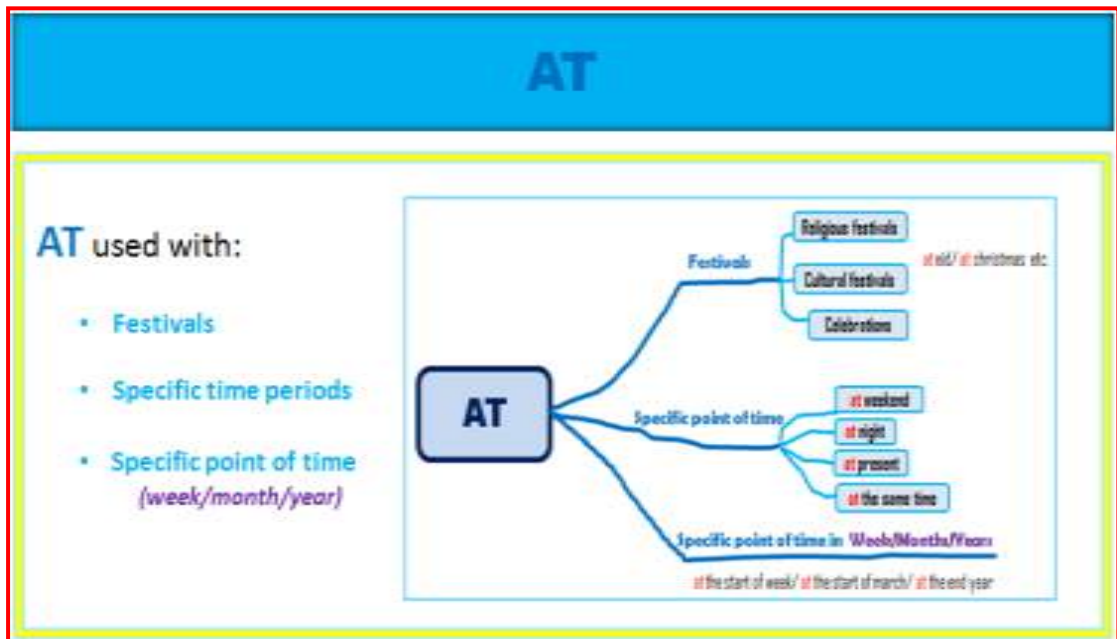 AT
AT used with:
• Festivals
• Specific time periods
• Specific point of time
(week/month/year)
AT
Festivals
Religious festivals
Cultural festivals
Celebrations
at eid/ at christmas etc
Specific point of time
at weekend
at night
at present
at the same time
Specific point of time in Week/Months/Years
at the start of week/ at the start of march/ at the end year